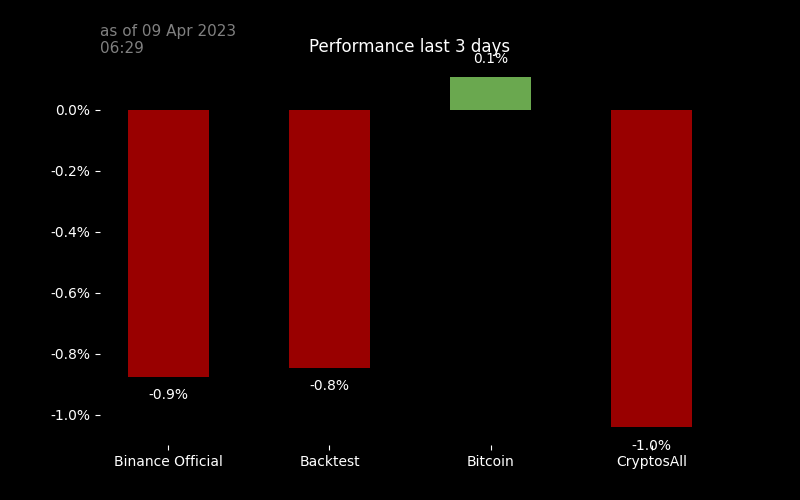 as of 09 Apr 2023
06:29
Performance last 3 days
0.1%
0.0%
-0.2%
-0.4%
-0.6%
-0.8%
-1.0%
-0.9%
-0.8%
-1.0%
Binance Official
Backtest
Bitcoin
CryptosAll